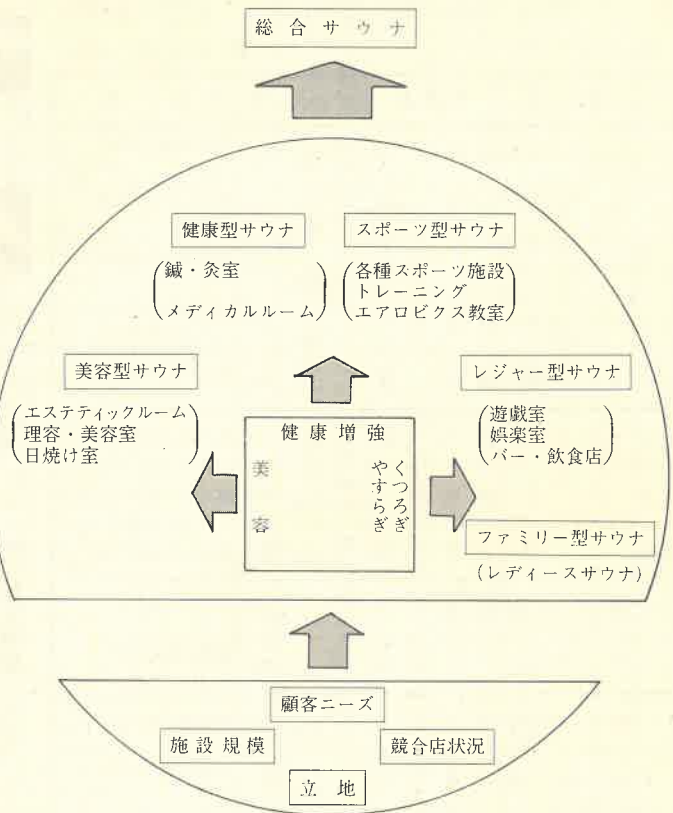 総合サウナ
健康型サウナ
鍼・灸室
メディカルルーム
スポーツ型サウナ
各種スポーツ施設
トレーニング
エアロビクス教室
美容型サウナ
エステティックルーム
理容・美容室
日焼け室
レジャー型サウナ
遊戯室
娯楽室
バー・飲食店
健康増強
美容
くつろぎ
やすらぎ
ファミリー型サウナ
(レディースサウナ)
顧客ニーズ
施設規模
競合店状況
立地